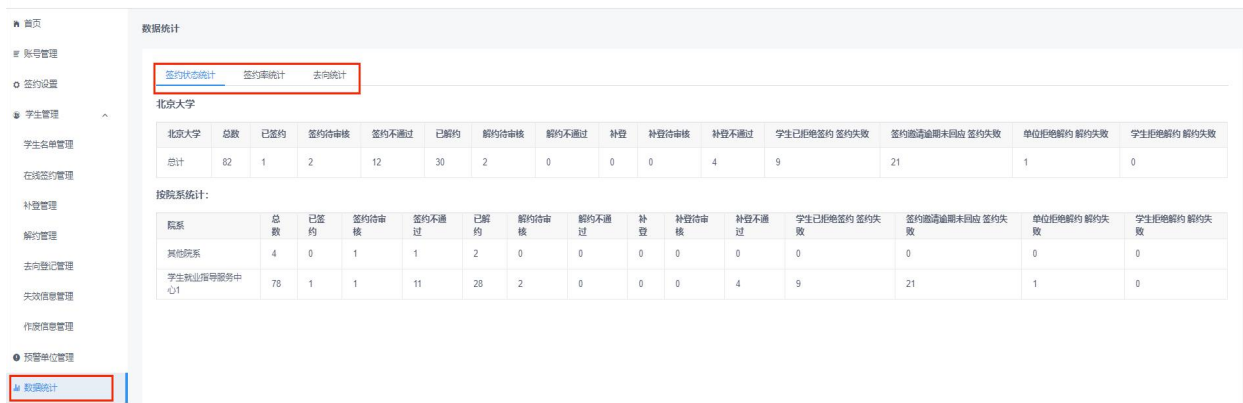 首页
账号管理
签约设置
学生管理
学生名单管理
在线签约管理
补登管理
解约管理
去向登记管理
失效信息管理
作废信息管理
预警单位管理
数据统计
数据统计
签约状态统计 签约率统计 去向统计
北京大学
北京大学 总数 已签约 签约待审核 签约不通过 已解约 解约待审核 解约不通过 补登 补登待审核 补登不通过 学生已拒绝签约 签约失败 签约邀请逾期未回应 签约失败 单位拒绝解约 解约失败 学生拒绝解约 解约失败
总计 82 1 2 12 30 2 0 0 0 4 9 21 1 0
按院系统计：
院系 总数 已签约 签约待审核 签约不通过 已解约 解约待审核 解约不通过 补登 补登待审核 补登不通过 学生已拒绝签约 签约失败 签约邀请逾期未回应 签约失败 单位拒绝解约 解约失败 学生拒绝解约 解约失败
其他院系 4 0 1 1 2 0 0 0 0 0 0 0 0 0
学生就业指导服务中心1 78 1 1 11 28 2 0 0 0 4 9 21 1 0